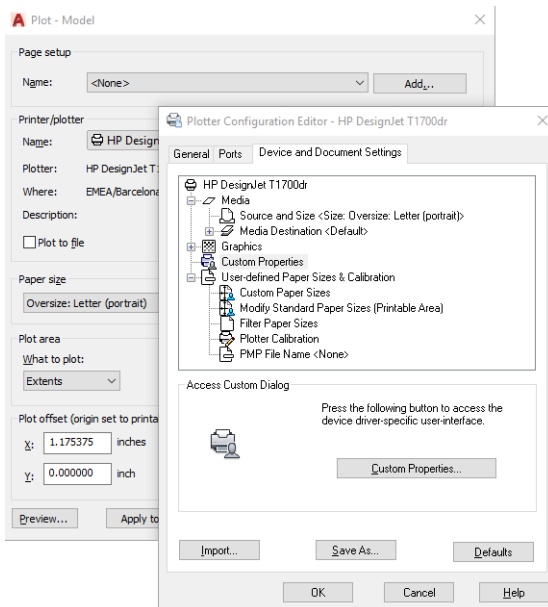 Plot - Model
Page setup
Name: <None> Add...
Printer/plotter
Name: HP Design
Plotter: HP DesignJet T
Where: EMEA/Barcelona
Description:
Plot to file
Paper size
Oversize: Letter (portrait)
Plot area
What to plot:
Extents
Plot offset (origin set to printa
X: 1.175375 inches
Y: 0.000000 inch
Preview... Apply to
Plotter Configuration Editor - HP DesignJet T1700dr
General Ports Device and Document Settings
HP DesignJet T1700dr
Media
Source and Size <Size: Oversize: Letter (portrait)>
Media Destination <Default>
Graphics
Custom Properties
User-defined Paper Sizes & Calibration
Custom Paper Sizes
Modify Standard Paper Sizes (Printable Area)
Filter Paper Sizes
Plotter Calibration
PMP File Name <None>
Access Custom Dialog
Press the following button to access the
device driver-specific user-interface.
Custom Properties...
Import... Save As... Defaults
OK Cancel Help